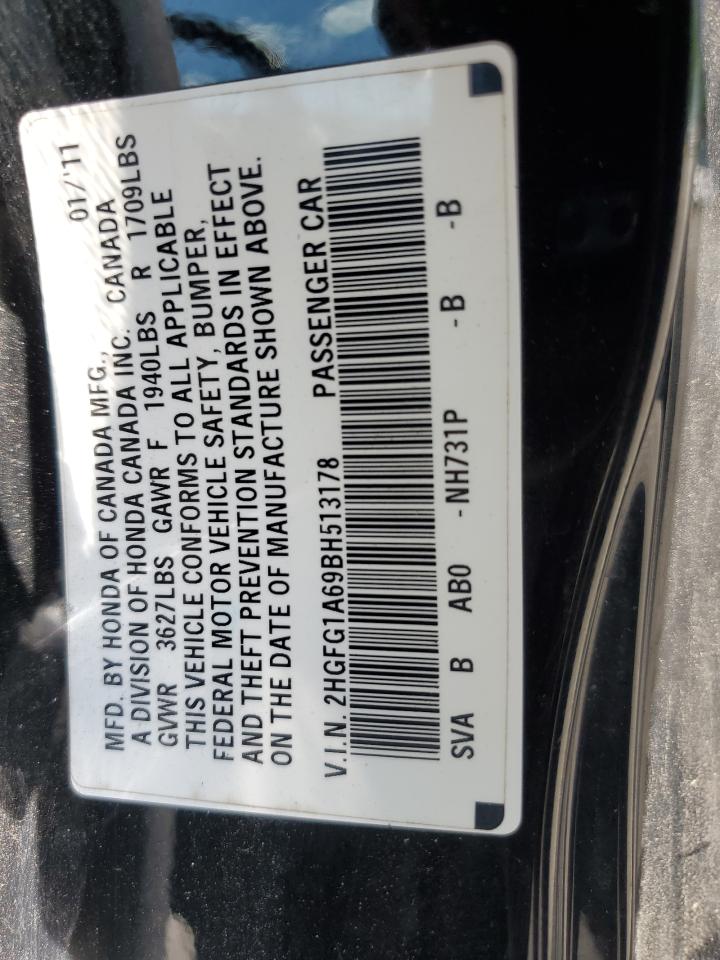 MFD. BY HONDA OF CANADA MFG., 01/'11
A DIVISION OF HONDA CANADA INC. CANADA
GVWR 3627LBS GAWR F 1940LBS R 1709LBS
THIS VEHICLE CONFORMS TO ALL APPLICABLE
FEDERAL MOTOR VEHICLE SAFETY, BUMPER,
AND THEFT PREVENTION STANDARDS IN EFFECT
ON THE DATE OF MANUFACTURE SHOWN ABOVE.
V.I.N. 2HGFG1A69BH513178 PASSENGER CAR
SVA B AB0 -NH731P -B -B